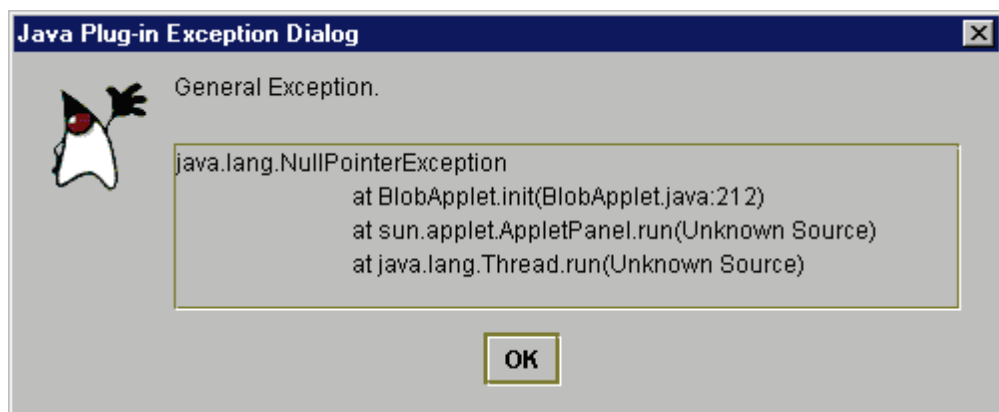 Java Plug-in Exception Dialog
General Exception.
java.lang.NullPointerException
at BlobApplet.init(BlobApplet.java:212)
at sun.applet.AppletPanel.run(Unknown Source)
at java.lang.Thread.run(Unknown Source)
OK